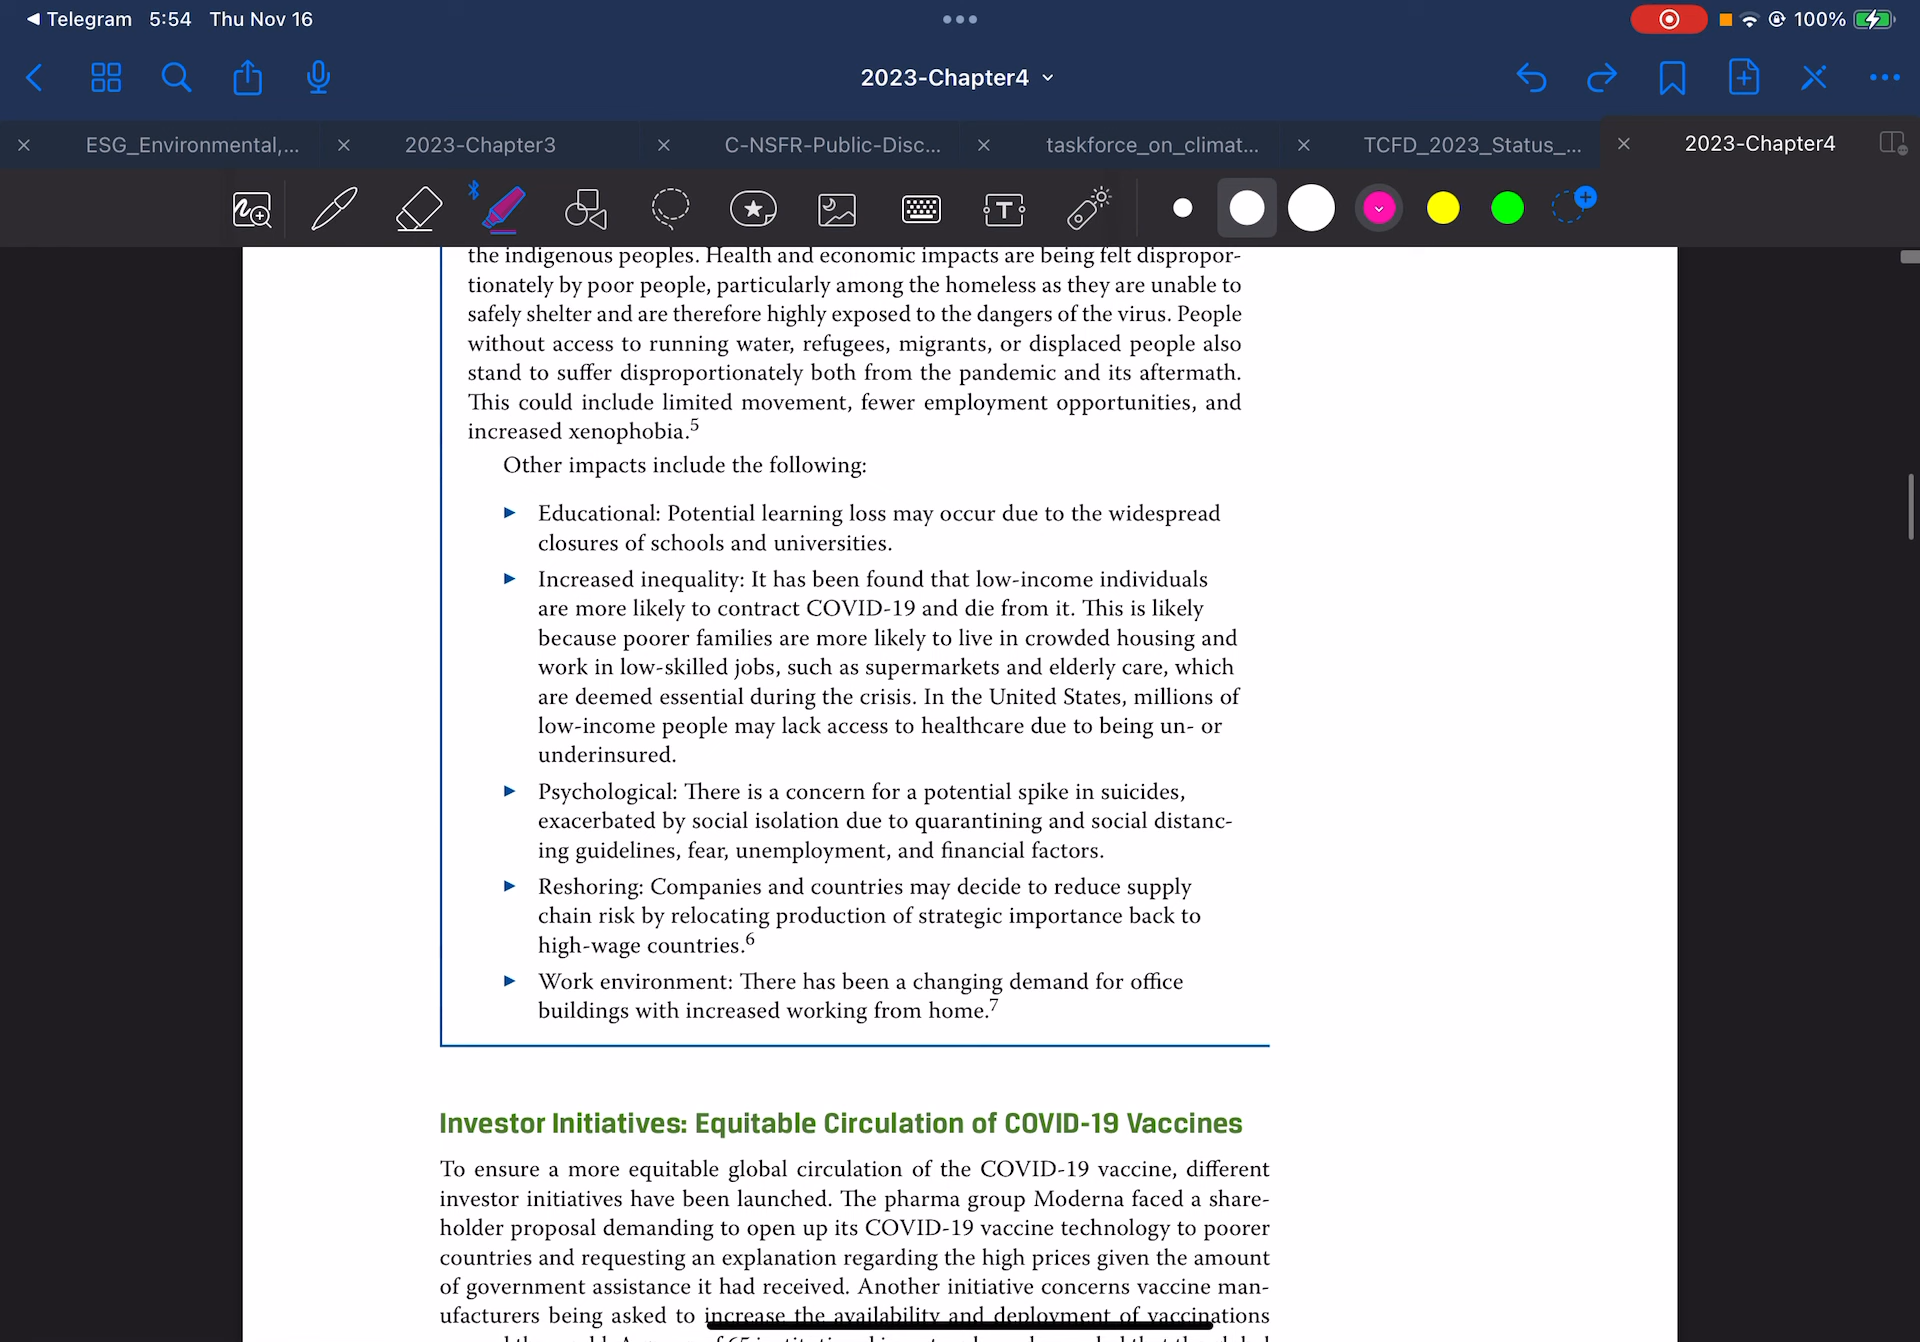 Telegram 5:54 Thu Nov 16
100%
2023-Chapter4
ESG_Environmental,... 2023-Chapter3 C-NSFR-Public-Disc... taskforce_on_climat... TCFD_2023_Status_... 2023-Chapter4
the indigenous peoples. Health and economic impacts are being felt dispropor-
tionately by poor people, particularly among the homeless as they are unable to
safely shelter and are therefore highly exposed to the dangers of the virus. People
without access to running water, refugees, migrants, or displaced people also
stand to suffer disproportionately both from the pandemic and its aftermath.
This could include limited movement, fewer employment opportunities, and
increased xenophobia.5
Other impacts include the following:
Educational: Potential learning loss may occur due to the widespread
closures of schools and universities.
Increased inequality: It has been found that low-income individuals
are more likely to contract COVID-19 and die from it. This is likely
because poorer families are more likely to live in crowded housing and
work in low-skilled jobs, such as supermarkets and elderly care, which
are deemed essential during the crisis. In the United States, millions of
low-income people may lack access to healthcare due to being un- or
underinsured.
Psychological: There is a concern for a potential spike in suicides,
exacerbated by social isolation due to quarantining and social distanc-
ing guidelines, fear, unemployment, and financial factors.
Reshoring: Companies and countries may decide to reduce supply
chain risk by relocating production of strategic importance back to
high-wage countries.6
Work environment: There has been a changing demand for office
buildings with increased working from home.7
Investor Initiatives: Equitable Circulation of COVID-19 Vaccines
To ensure a more equitable global circulation of the COVID-19 vaccine, different
investor initiatives have been launched. The pharma group Moderna faced a share-
holder proposal demanding to open up its COVID-19 vaccine technology to poorer
countries and requesting an explanation regarding the high prices given the amount
of government assistance it had received. Another initiative concerns vaccine man-
ufacturers being asked to increase the availability and deployment of vaccinations